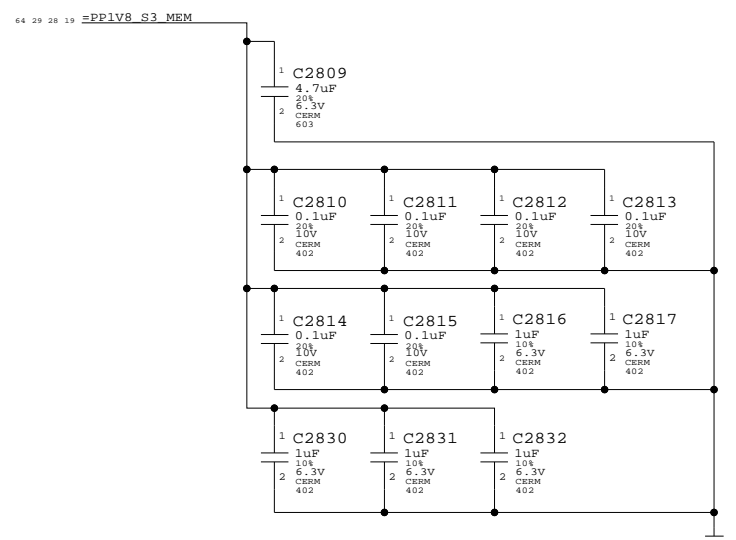 64 29 28 19 =PP1V8_S3_MEM
1 C2809
4.7uF
20%
6.3V
2 CERM
603
1 C2810 1 C2811 1 C2812 1 C2813
0.1uF 0.1uF 0.1uF 0.1uF
20% 20% 20% 20%
10V 10V 10V 10V
2 CERM 2 CERM 2 CERM 2 CERM
402 402 402 402
1 C2814 1 C2815 1 C2816 1 C2817
0.1uF 0.1uF 1uF 1uF
20% 20% 10% 10%
10V 10V 6.3V 6.3V
2 CERM 2 CERM 2 CERM 2 CERM
402 402 402 402
1 C2830 1 C2831 1 C2832
1uF 1uF 1uF
10% 10% 10%
6.3V 6.3V 6.3V
2 CERM 2 CERM 2 CERM
402 402 402